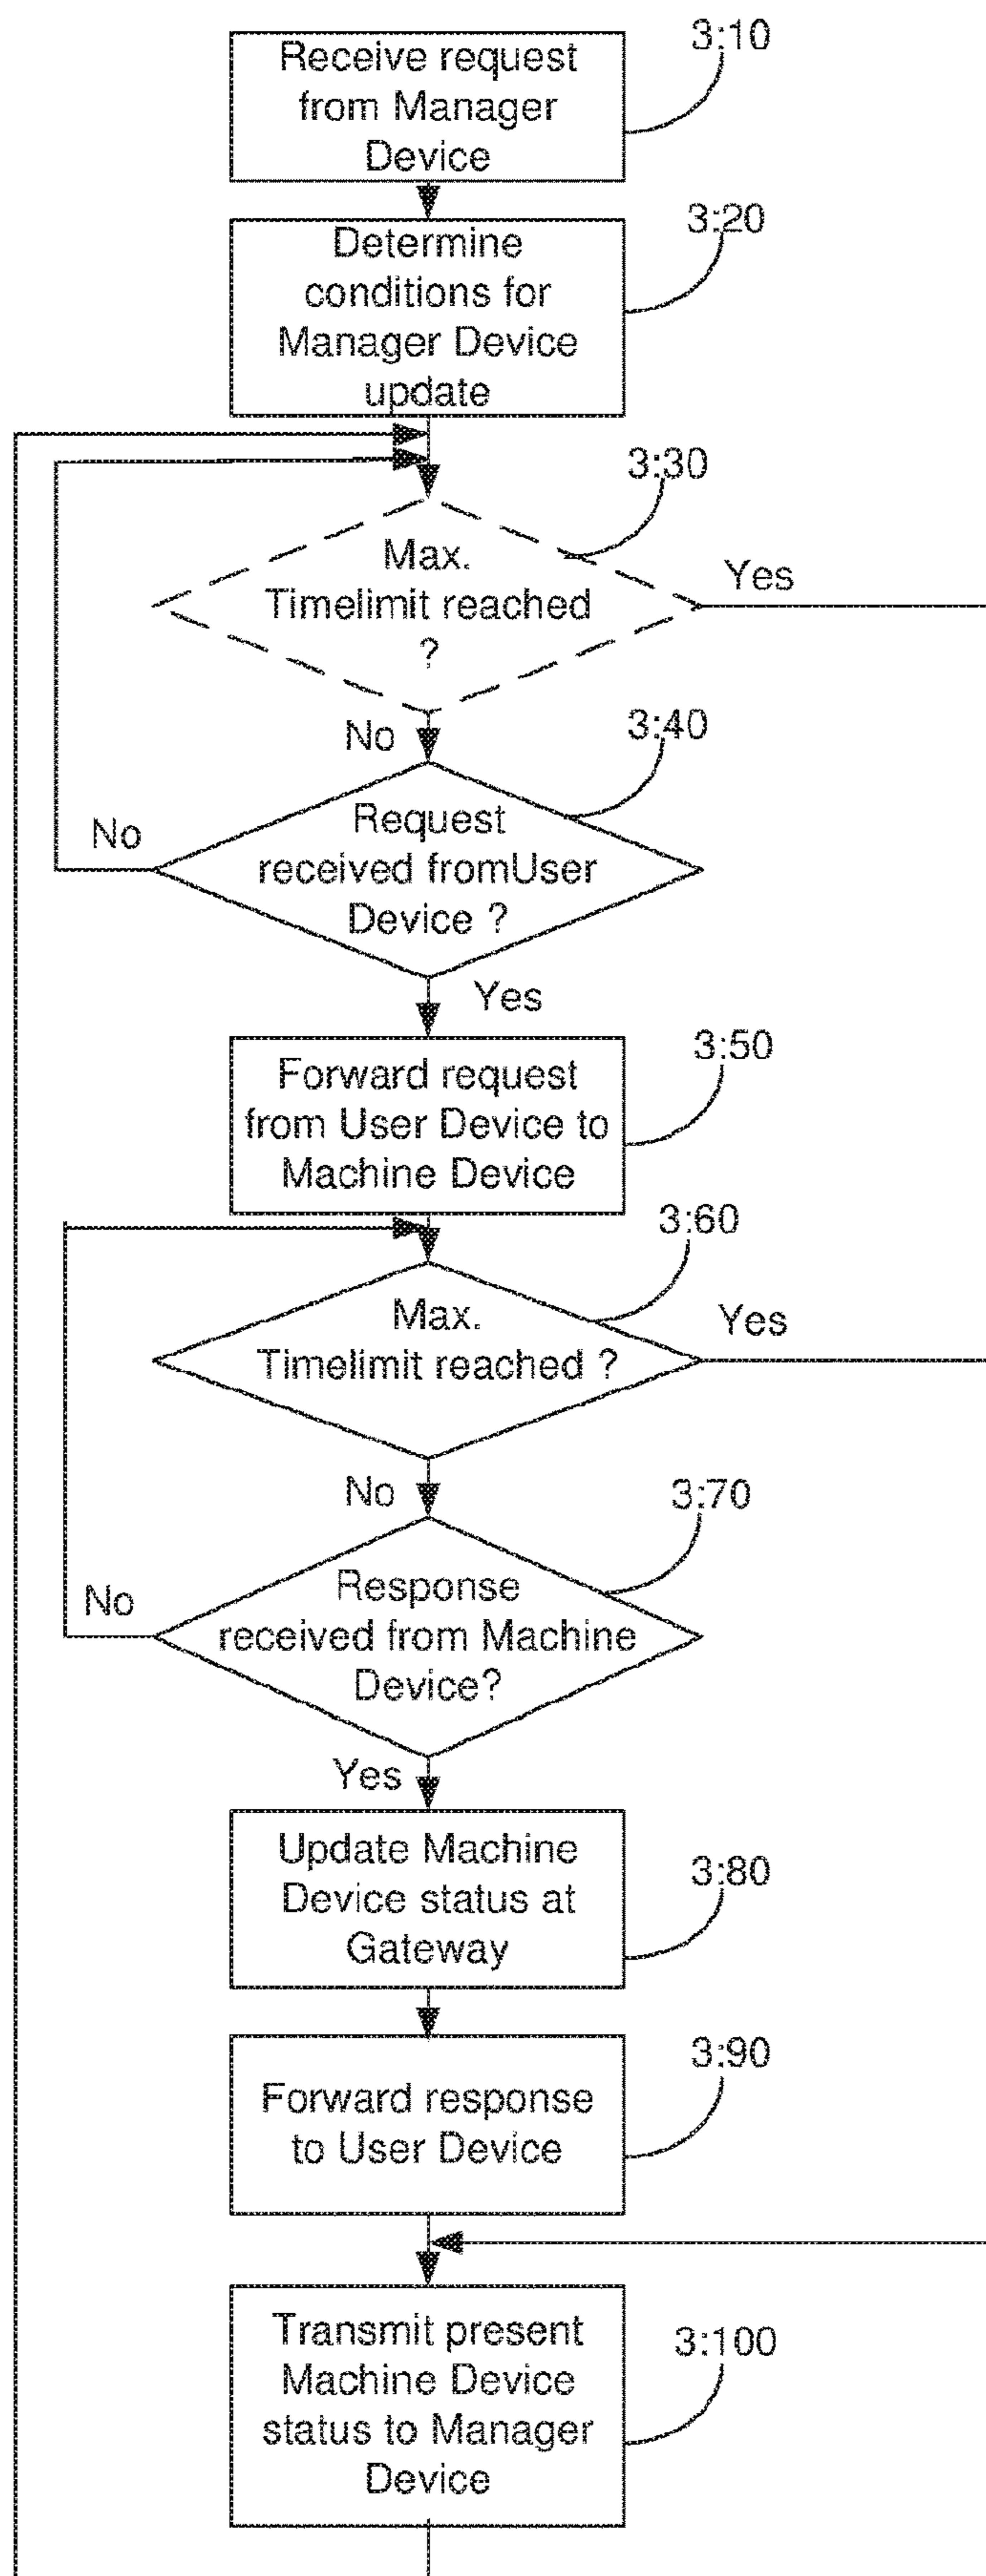 3:10
Receive request
from Manager
Device
3:20
Determine
conditions for
Manager Device
update
3:30
Max.
Timelimit reached
?
Yes
No
3:40
Request
received fromUser
Device ?
No
Yes
3:50
Forward request
from User Device to
Machine Device
3:60
Max.
Timelimit reached ?
Yes
No
3:70
Response
received from Machine
Device?
No
Yes
Update Machine
Device status at
Gateway
3:80
3:90
Forward response
to User Device
Transmit present
Machine Device
status to Manager
Device
3:100